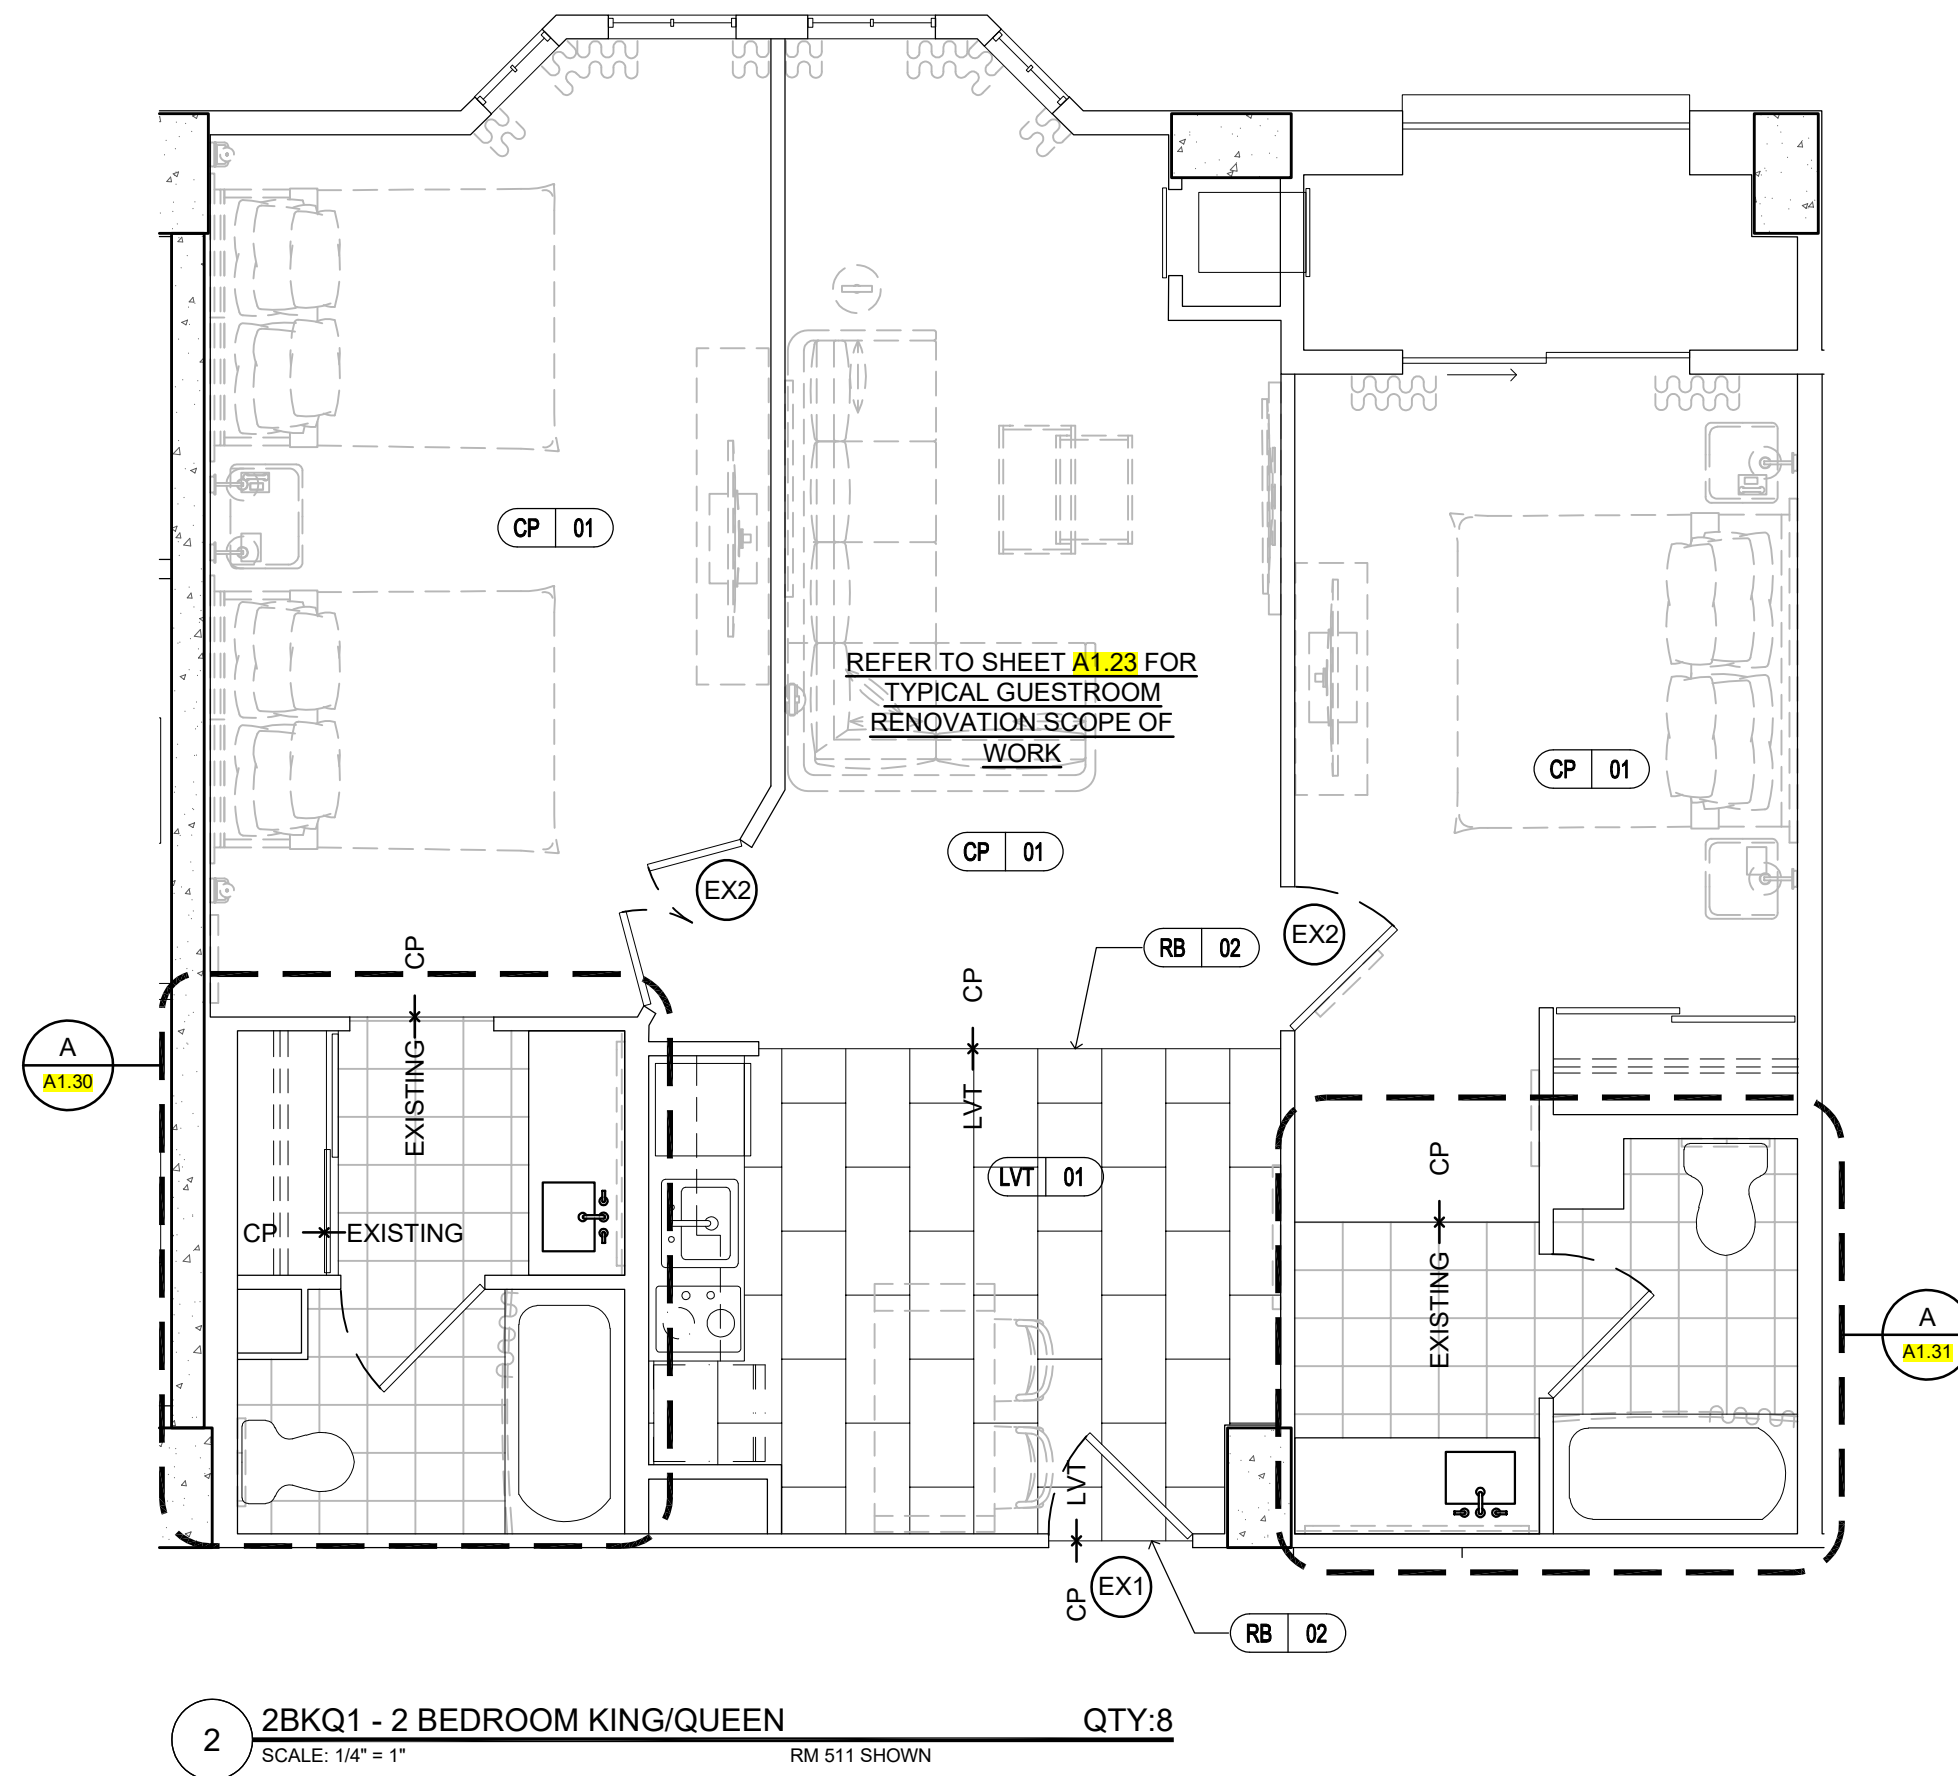 CP 01
REFER TO SHEET A1.23 FOR
TYPICAL GUESTROOM
RENOVATION SCOPE OF
WORK
CP 01
CP 01
EX2
EX2
RB 02
CP
EXISTING
CP
LVT
A
A1.30
LVT 01
CP
EXISTING
CP EXISTING
A
A1.31
LVT
CP
EX1
RB 02
2
2BKQ1 - 2 BEDROOM KING/QUEEN QTY:8
SCALE: 1/4" = 1" RM 511 SHOWN